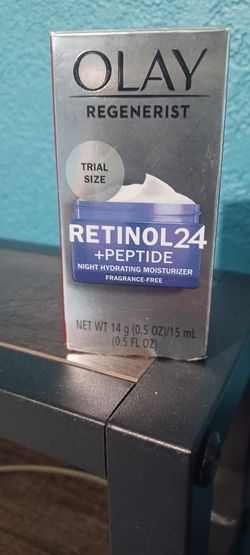 OLAY
REGENERIST
TRIAL
SIZE
RETINOL24
+PEPTIDE
NIGHT HYDRATING MOISTURIZER
FRAGRANCE-FREE
NET WT 14 g (0.5 OZ)/15 mL
(0.5 FL OZ)